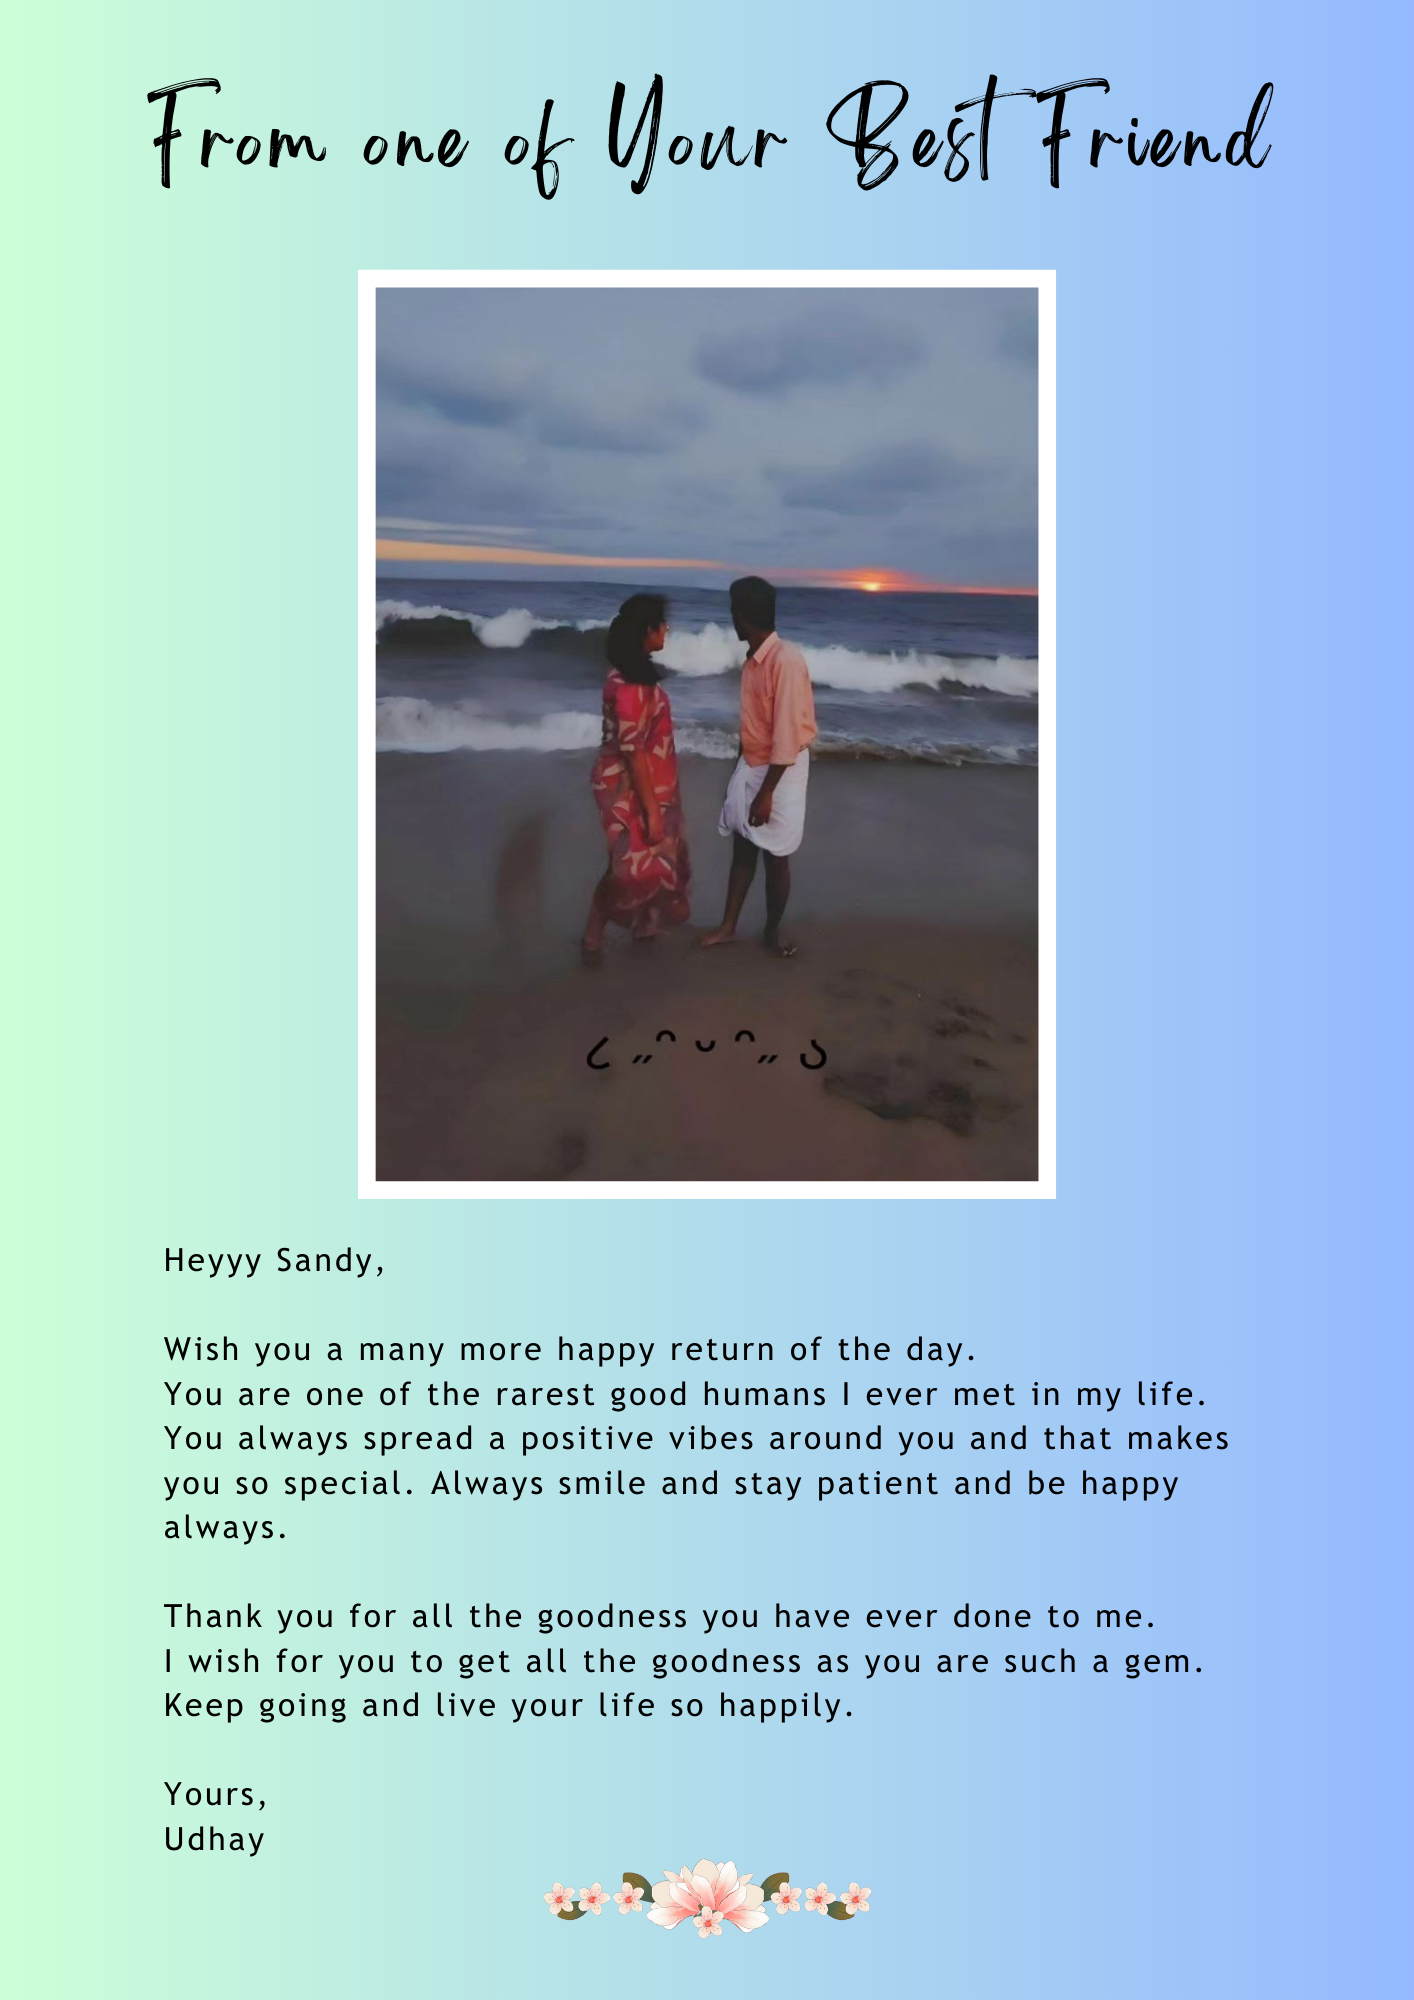 From one of Your Best Friend
Heyyy Sandy,
Wish you a many more happy return of the day.
You are one of the rarest good humans I ever met in my life.
You always spread a positive vibes around you and that makes
you so special. Always smile and stay patient and be happy
always.
Thank you for all the goodness you have ever done to me.
I wish for you to get all the goodness as you are such a gem.
Keep going and live your life so happily.
Yours,
Udhay